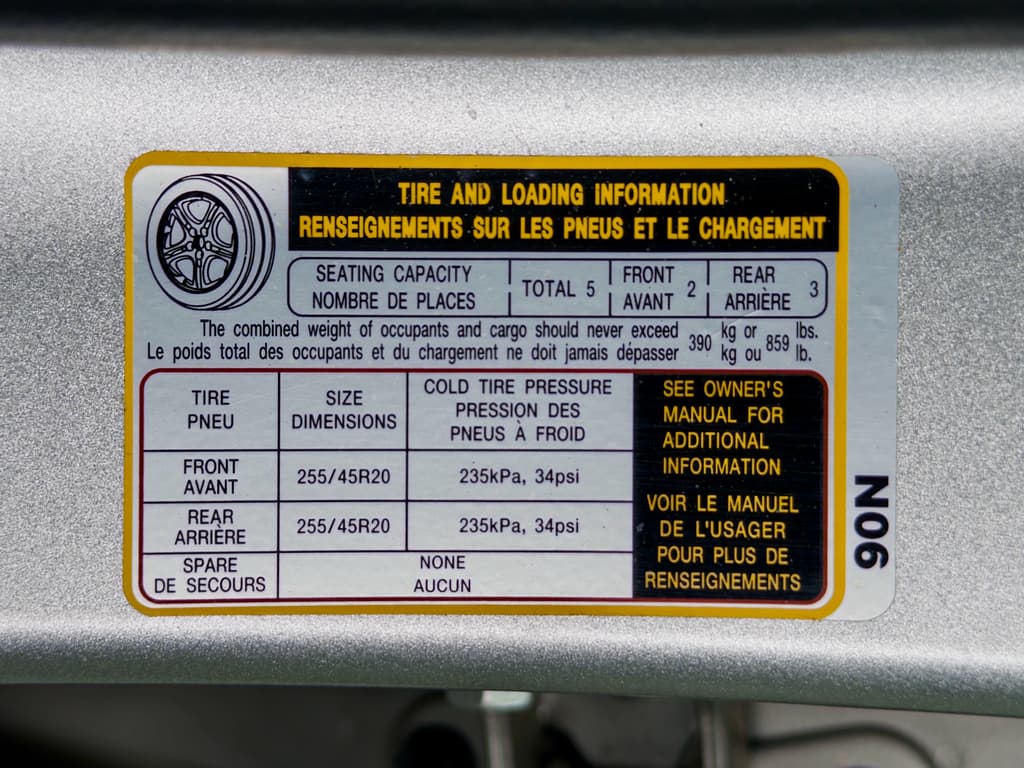 TIRE AND LOADING INFORMATION
RENSEIGNEMENTS SUR LES PNEUS ET LE CHARGEMENT
SEATING CAPACITY
NOMBRE DE PLACES
TOTAL 5
FRONT
AVANT
2
REAR
ARRIÈRE
3
The combined weight of occupants and cargo should never exceed
Le poids total des occupants et du chargement ne doit jamais dépasser
390
kg or
kg ou
859
lbs.
lb.
TIRE
PNEU
SIZE
DIMENSIONS
COLD TIRE PRESSURE
PRESSION DES
PNEUS À FROID
FRONT
AVANT
255/45R20
235kPa, 34psi
REAR
ARRIÈRE
255/45R20
235kPa, 34psi
SPARE
DE SECOURS
NONE
AUCUN
SEE OWNER'S
MANUAL FOR
ADDITIONAL
INFORMATION
VOIR LE MANUEL
DE L'USAGER
POUR PLUS DE
RENSEIGNEMENTS
N06